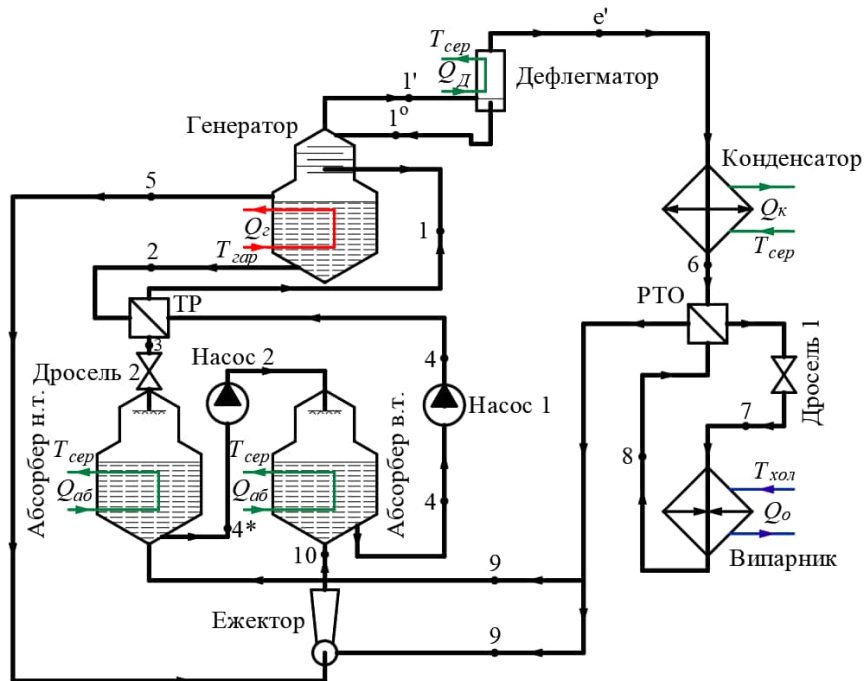 e'
Tсер
QД
Дефлегматор
1'
1º
Генератор
Конденсатор
5
Qг
1
Qк
Tгар
Tсер
2
6
ТР
РТО
3
Насос 2
4
Дросель 2
Насос 1
Дросель 1
Абсорбер н.т.
Tсер
Qаб
Tсер
Qаб
Абсорбер в.т.
7
8
Tхол
4
Qо
4*
10
Випарник
9
Ежектор
9